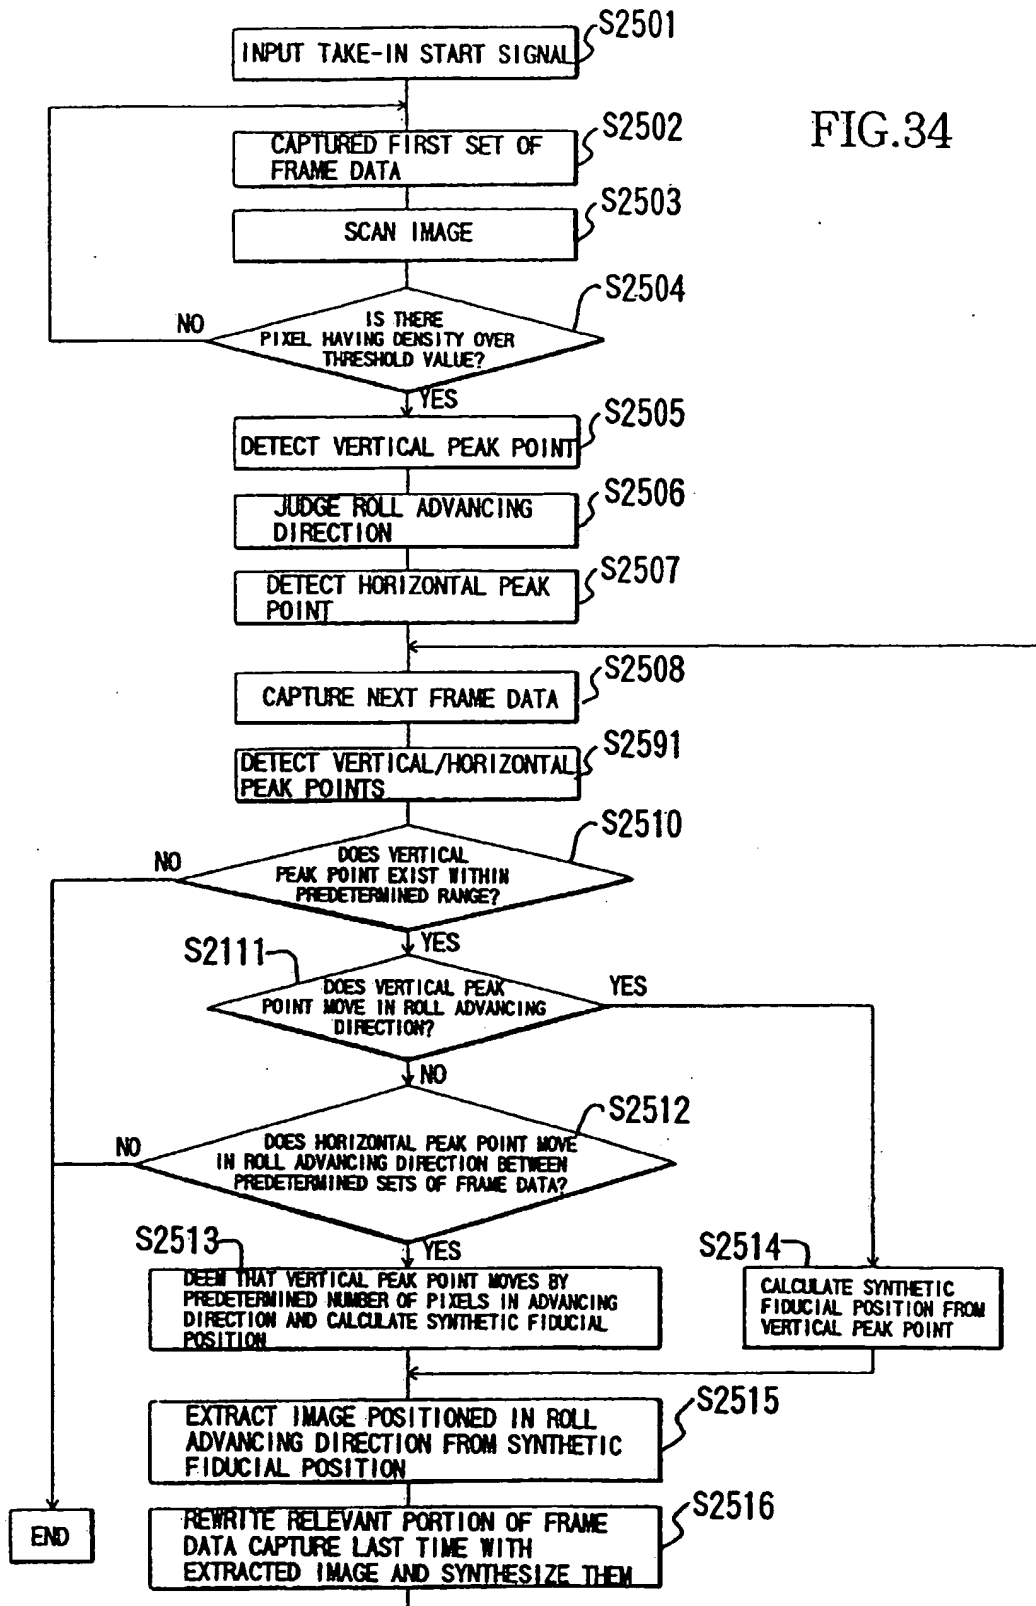 S2501
INPUT TAKE-IN START SIGNAL
FIG.34
S2502
CAPTURED FIRST SET OF
FRAME DATA
S2503
SCAN IMAGE
S2504
NO
IS THERE
PIXEL HAVING DENSITY OVER
THRESHOLD VALUE?
YES
S2505
DETECT VERTICAL PEAK POINT
S2506
JUDGE ROLL ADVANCING
DIRECTION
S2507
DETECT HORIZONTAL PEAK
POINT
S2508
CAPTURE NEXT FRAME DATA
S2591
DETECT VERTICAL/HORIZONTAL
PEAK POINTS
S2510
NO
DOES VERTICAL
PEAK POINT EXIST WITHIN
PREDETERMINED RANGE?
YES
S2111
DOES VERTICAL PEAK
POINT MOVE IN ROLL ADVANCING
DIRECTION?
YES
NO
S2512
NO
DOES HORIZONTAL PEAK POINT MOVE
IN ROLL ADVANCING DIRECTION BETWEEN
PREDETERMINED SETS OF FRAME DATA?
YES
S2513
DEEM THAT VERTICAL PEAK POINT MOVES BY
PREDETERMINED NUMBER OF PIXELS IN ADVANCING
DIRECTION AND CALCULATE SYNTHETIC FIDUCIAL
POSITION
S2514
CALCULATE SYNTHETIC
FIDUCIAL POSITION FROM
VERTICAL PEAK POINT
S2515
EXTRACT IMAGE POSITIONED IN ROLL
ADVANCING DIRECTION FROM SYNTHETIC
FIDUCIAL POSITION
S2516
REWRITE RELEVANT PORTION OF FRAME
DATA CAPTURE LAST TIME WITH
EXTRACTED IMAGE AND SYNTHESIZE THEM
END